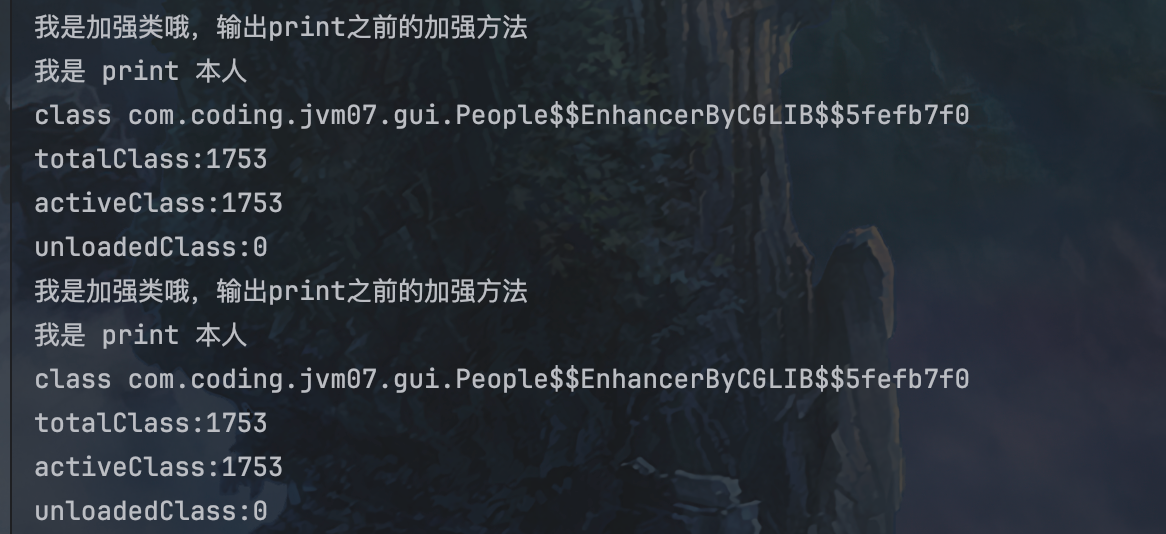 我是加强类哦，输出print之前的加强方法
我是 print 本人
class com.coding.jvm07.gui.People$$EnhancerByCGLIB$$5fefb7f0
totalClass:1753
activeClass:1753
unloadedClass:0
我是加强类哦，输出print之前的加强方法
我是 print 本人
class com.coding.jvm07.gui.People$$EnhancerByCGLIB$$5fefb7f0
totalClass:1753
activeClass:1753
unloadedClass:0